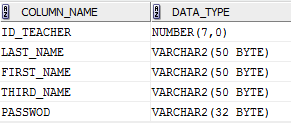 COLUMN_NAME DATA_TYPE
ID_TEACHER NUMBER(7,0)
LAST_NAME VARCHAR2(50 BYTE)
FIRST_NAME VARCHAR2(50 BYTE)
THIRD_NAME VARCHAR2(50 BYTE)
PASSWOD VARCHAR2(32 BYTE)